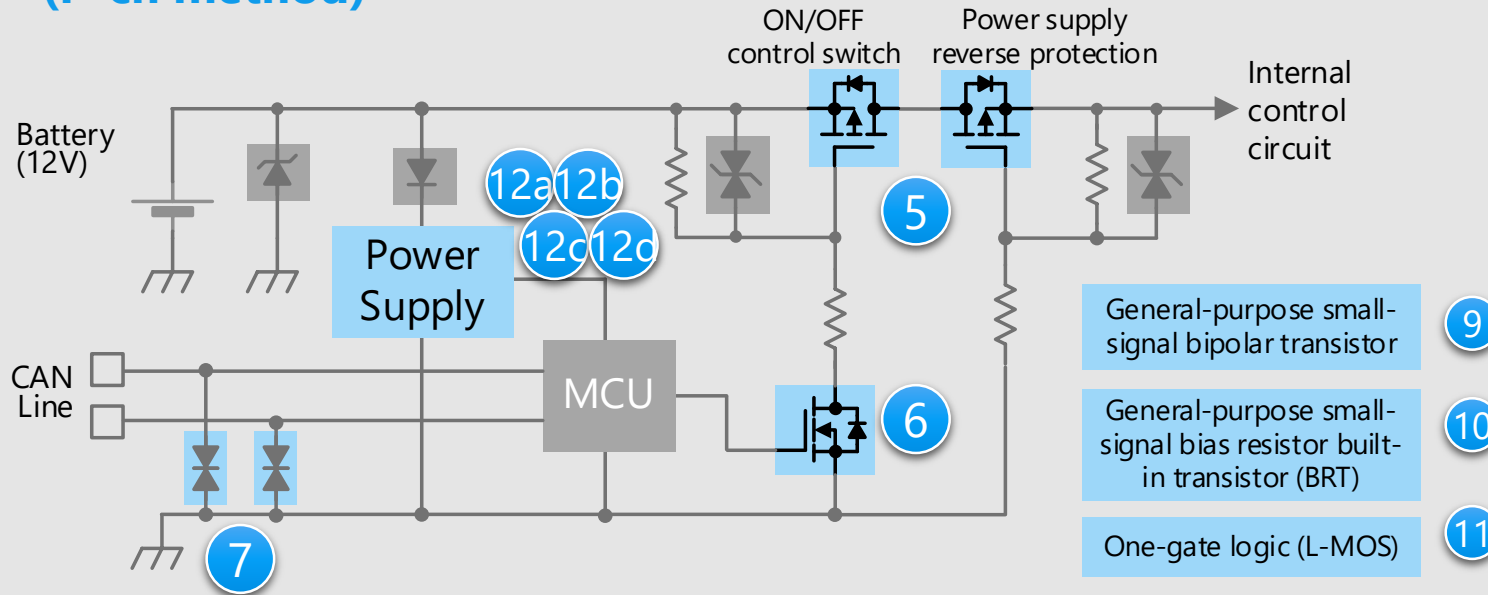 (P-ch method)
ON/OFF
control switch
Power supply
reverse protection
Internal
control
circuit
Battery
(12V)
12a
12b
12c
12d
5
Power
Supply
General-purpose small-
signal bipolar transistor
9
CAN
Line
MCU
6
General-purpose small-
signal bias resistor built-
in transistor (BRT)
10
One-gate logic (L-MOS)
11
7